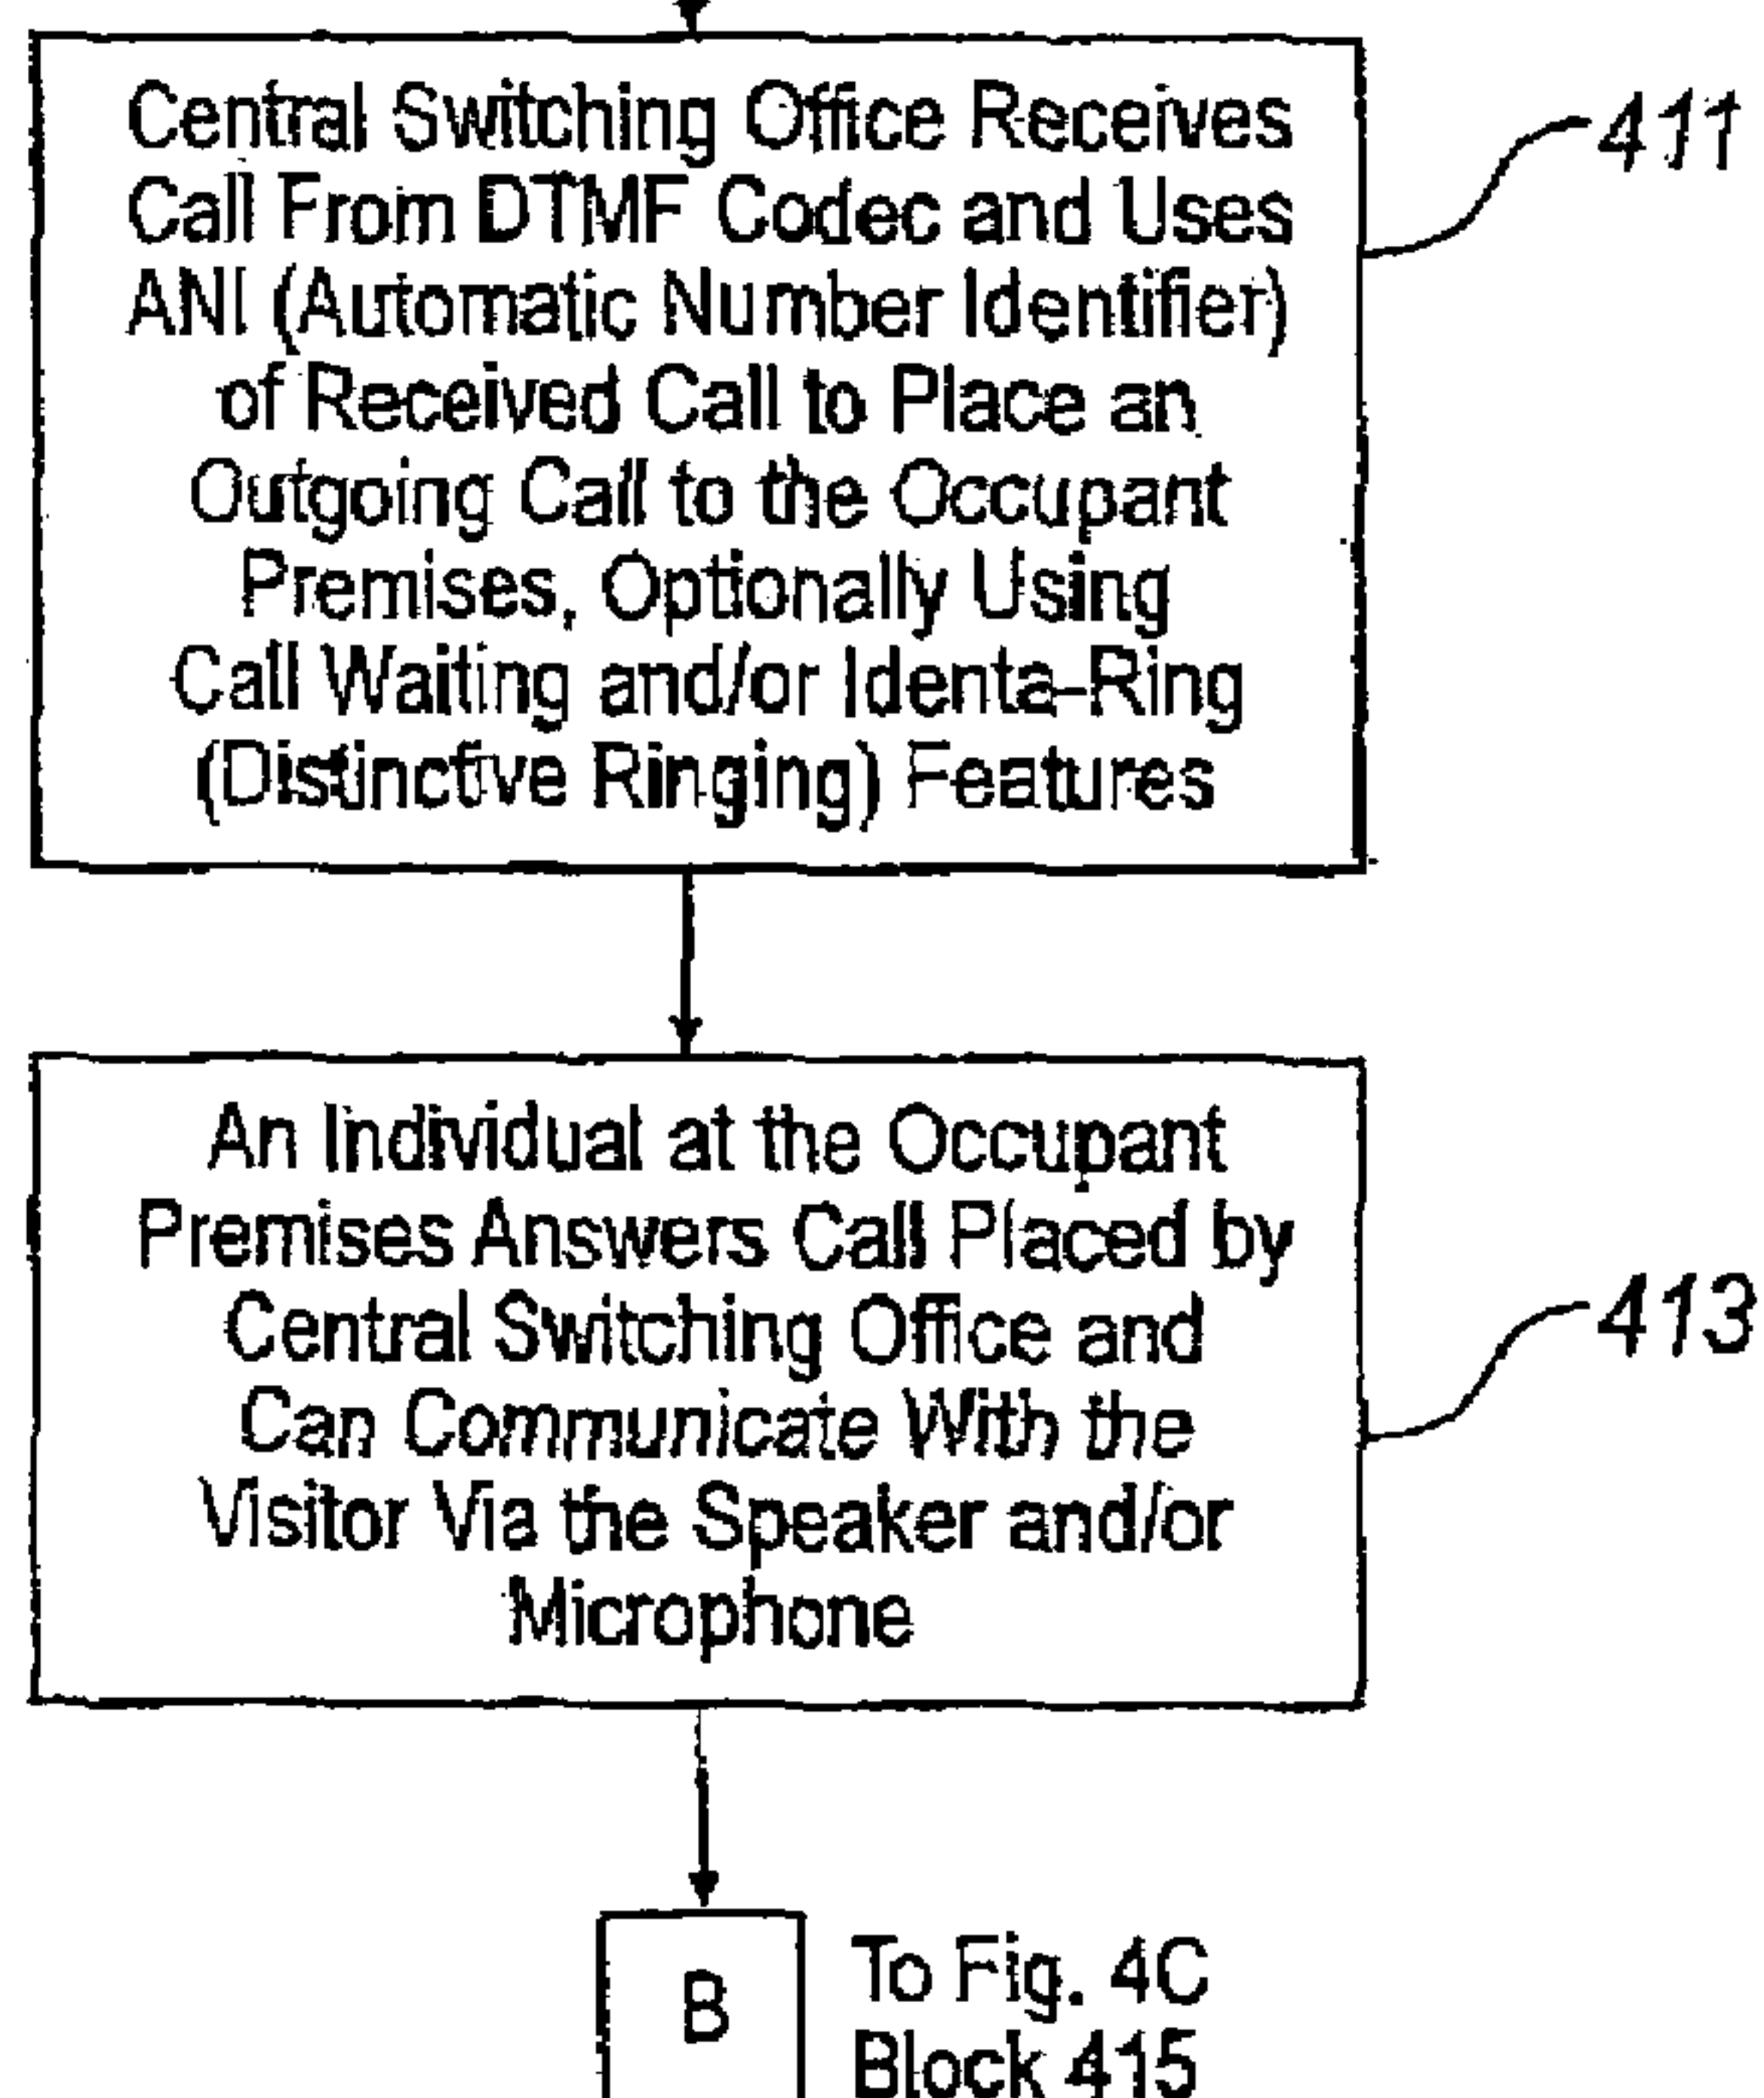 Central Switching Office Receives
Call From DTMF Codec and Uses
ANI (Automatic Number Identifier)
of Received Call to Place an
Outgoing Call to the Occupant
Premises, Optionally Using
Call Waiting and/or Identa-Ring
(Distinctive Ringing) Features
411
An Individual at the Occupant
Premises Answers Call Placed by
Central Switching Office and
Can Communicate With the
Visitor Via the Speaker and/or
Microphone
413
B
To Fig. 4C
Block 415